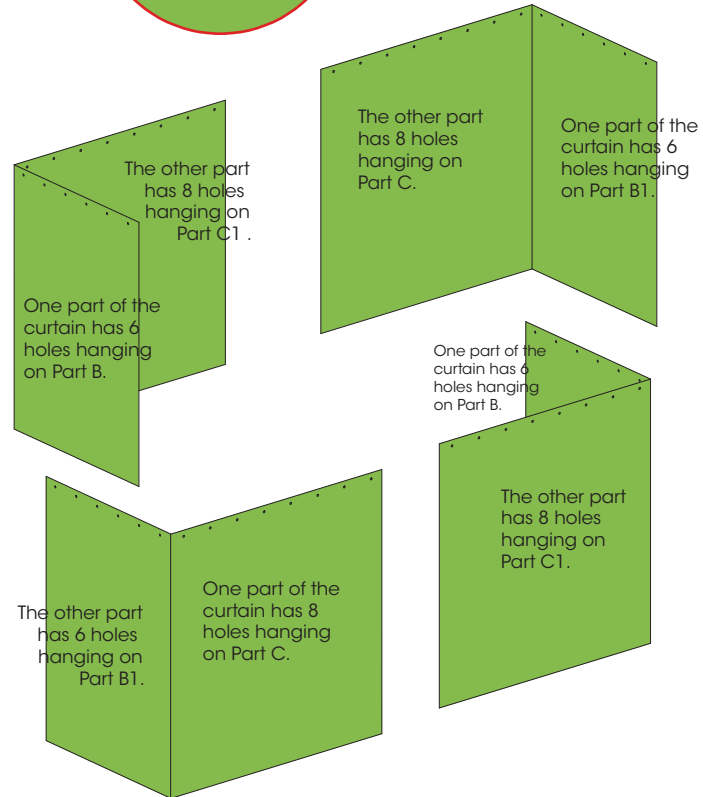 The other part
has 8 holes
hanging on
Part C.
One part of the
curtain has 6
holes hanging
on Part B1.
The other part
has 8 holes
hanging on
Part C1 .
One part of the
curtain has 6
holes hanging
on Part B.
One part of the
curtain has 6
holes hanging
on Part B.
The other part
has 8 holes
hanging on
Part C1.
The other part
has 6 holes
hanging on
Part B1.
One part of the
curtain has 8
holes hanging
on Part C.